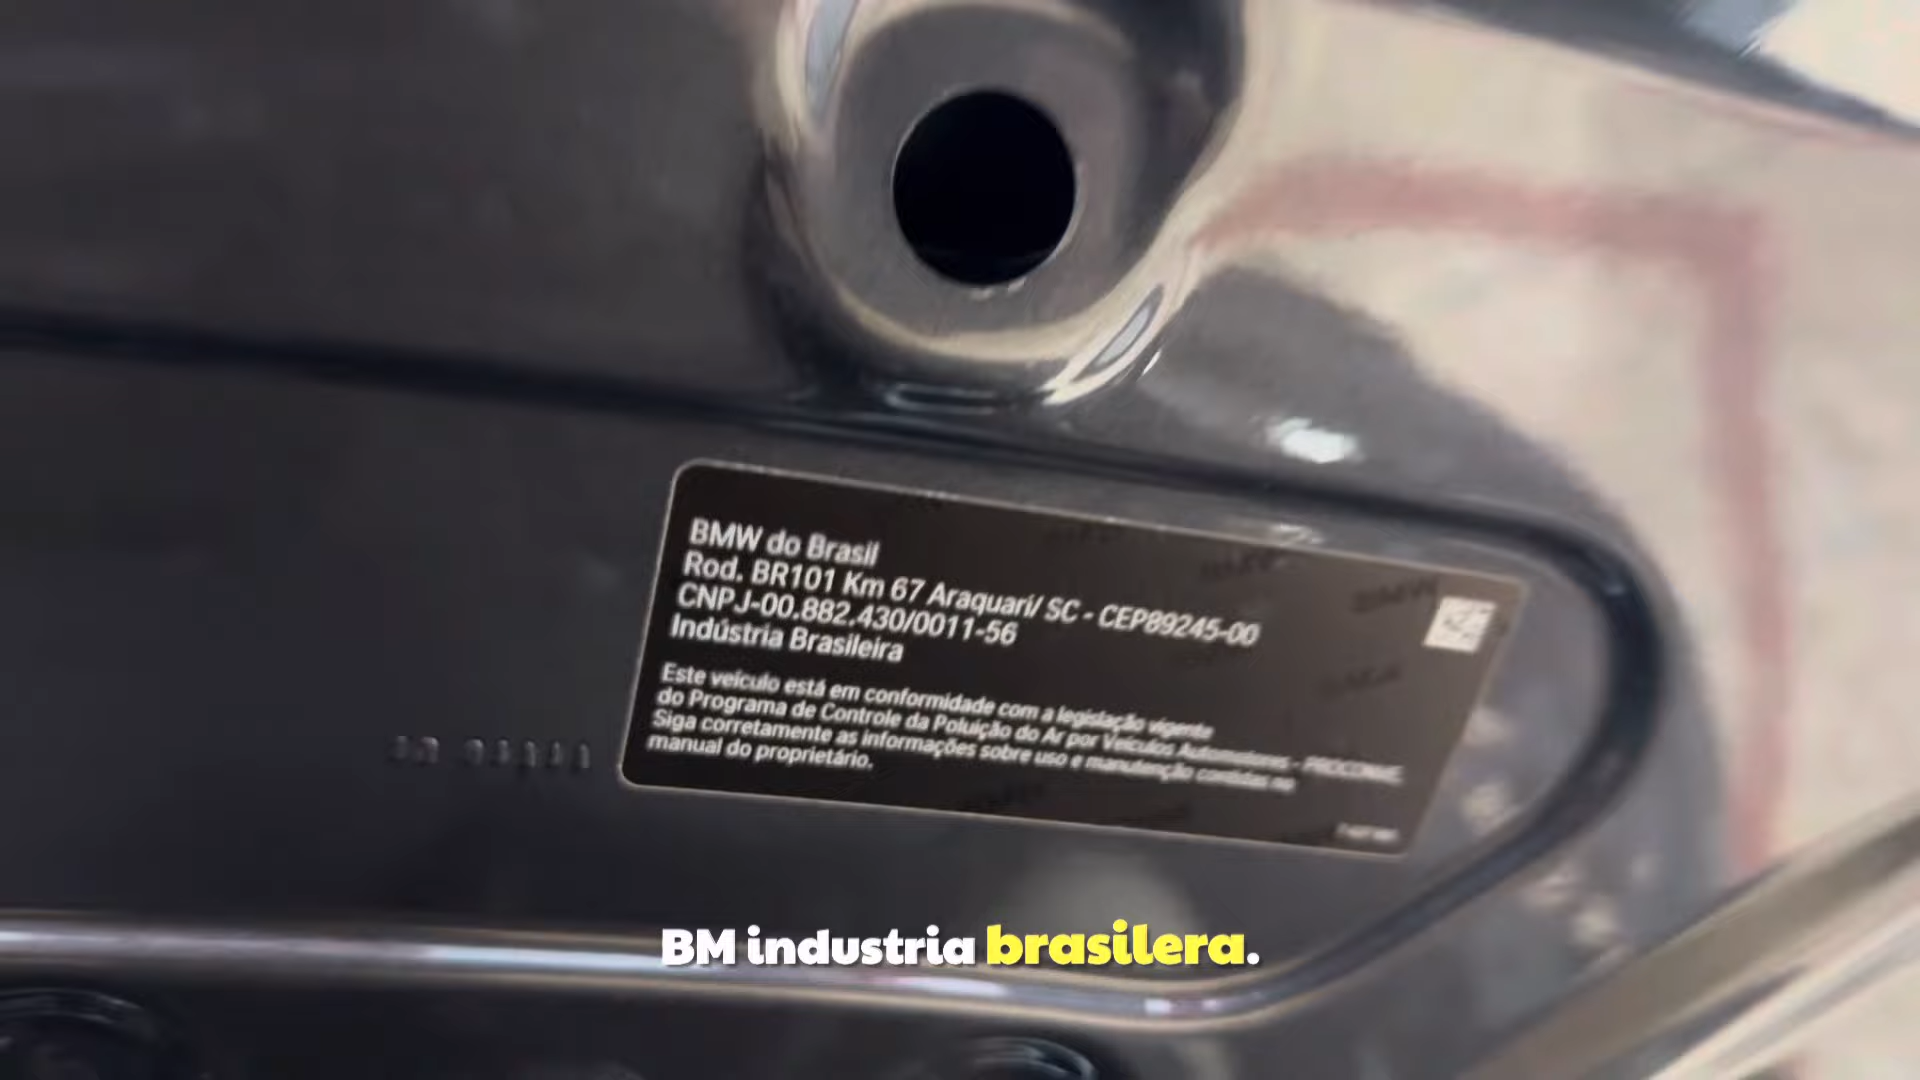 BMW do Brasil
Rod. BR101 Km 67 Araquari/ SC - CEP89245-00
CNPJ-00.882.430/0011-56
Indústria Brasileira
Este veículo está em conformidade com a legislação vigente
do Programa de Controle da Poluição do Ar por Veículos Automotores - PROCONVE.
Siga corretamente as informações sobre uso e manutenção contidas no
manual do proprietário.
BM industria brasilera.